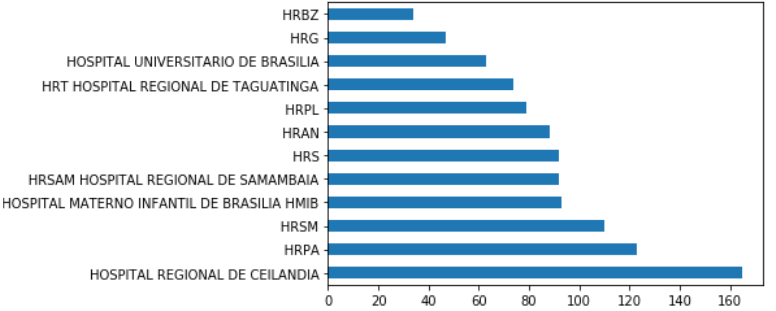 HRBZ
HRG
HOSPITAL UNIVERSITARIO DE BRASILIA
HRT HOSPITAL REGIONAL DE TAGUATINGA
HRPL
HRAN
HRS
HRSAM HOSPITAL REGIONAL DE SAMAMBAIA
HOSPITAL MATERNO INFANTIL DE BRASILIA HMIB
HRSM
HRPA
HOSPITAL REGIONAL DE CEILANDIA
0 20 40 60 80 100 120 140 160